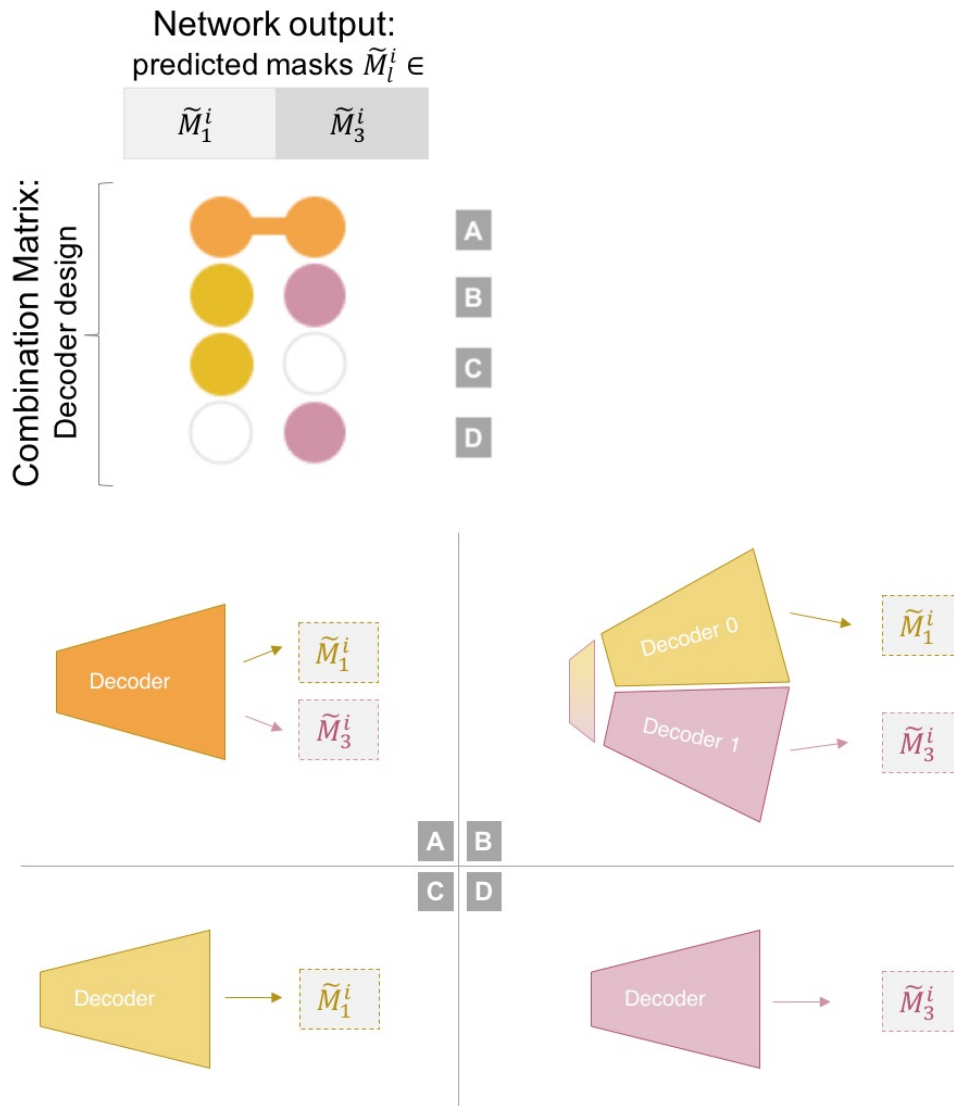 Network output:
predicted masks M̃ₗⁱ ∈
M̃₁ⁱ M̃₃ⁱ
Combination Matrix:
Decoder design
A
B
C
D
Decoder
M̃₁ⁱ
M̃₃ⁱ
Decoder 0
Decoder 1
M̃₁ⁱ
M̃₃ⁱ
A B
C D
Decoder
M̃₁ⁱ
Decoder
M̃₃ⁱ